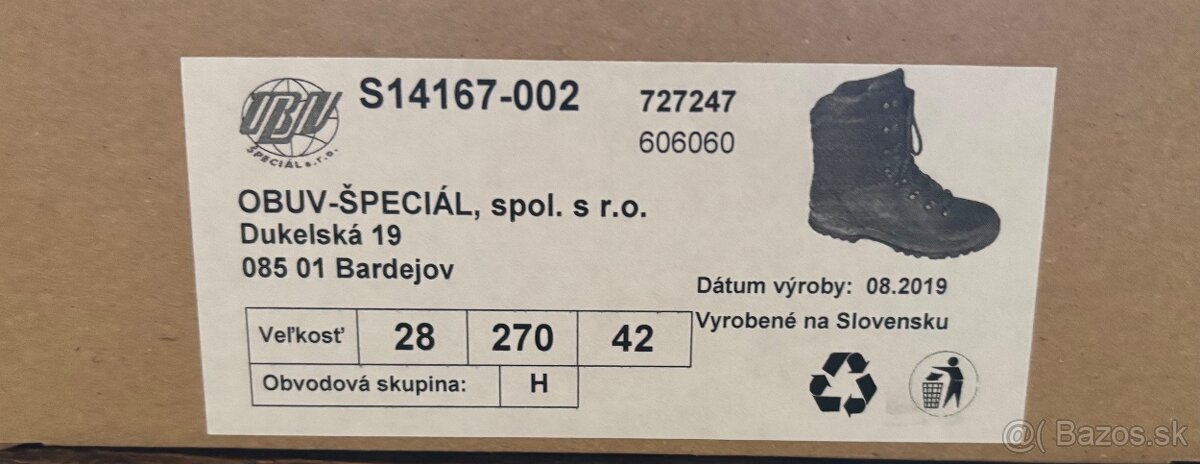 OBUV
ŠPECIÁL s.r.o.
S14167-002
727247
606060
OBUV-ŠPECIÁL, spol. s r.o.
Dukelská 19
085 01 Bardejov
Dátum výroby: 08.2019
Vyrobené na Slovensku
Veľkosť 28 270 42
Obvodová skupina: H
@( Bazos.sk